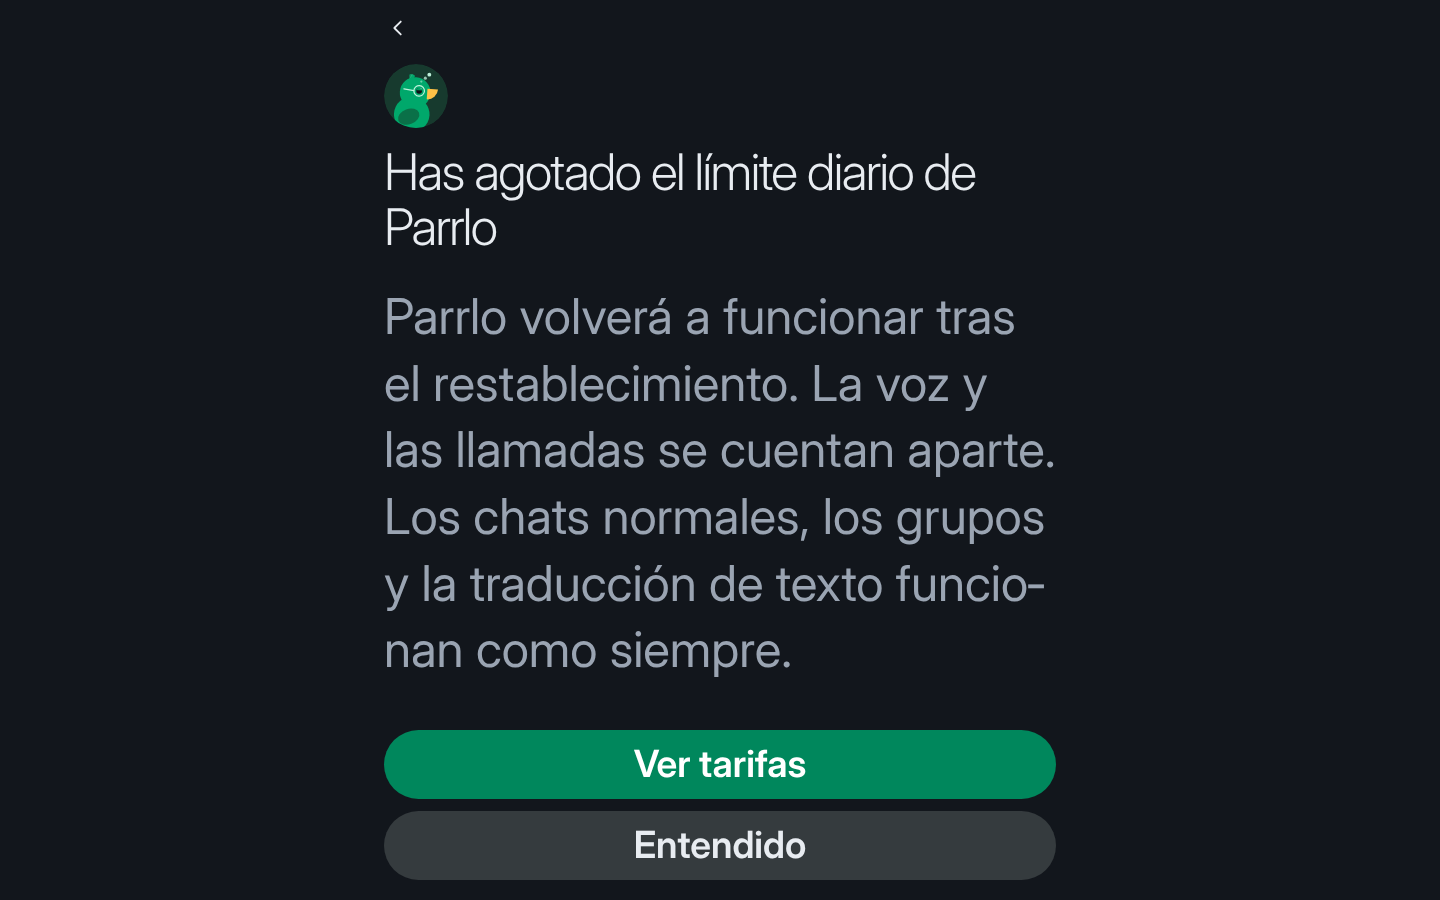 Has agotado el límite diario de
Parrlo
Parrlo volverá a funcionar tras
el restablecimiento. La voz y
las llamadas se cuentan aparte.
Los chats normales, los grupos
y la traducción de texto funcio-
nan como siempre.
Ver tarifas
Entendido